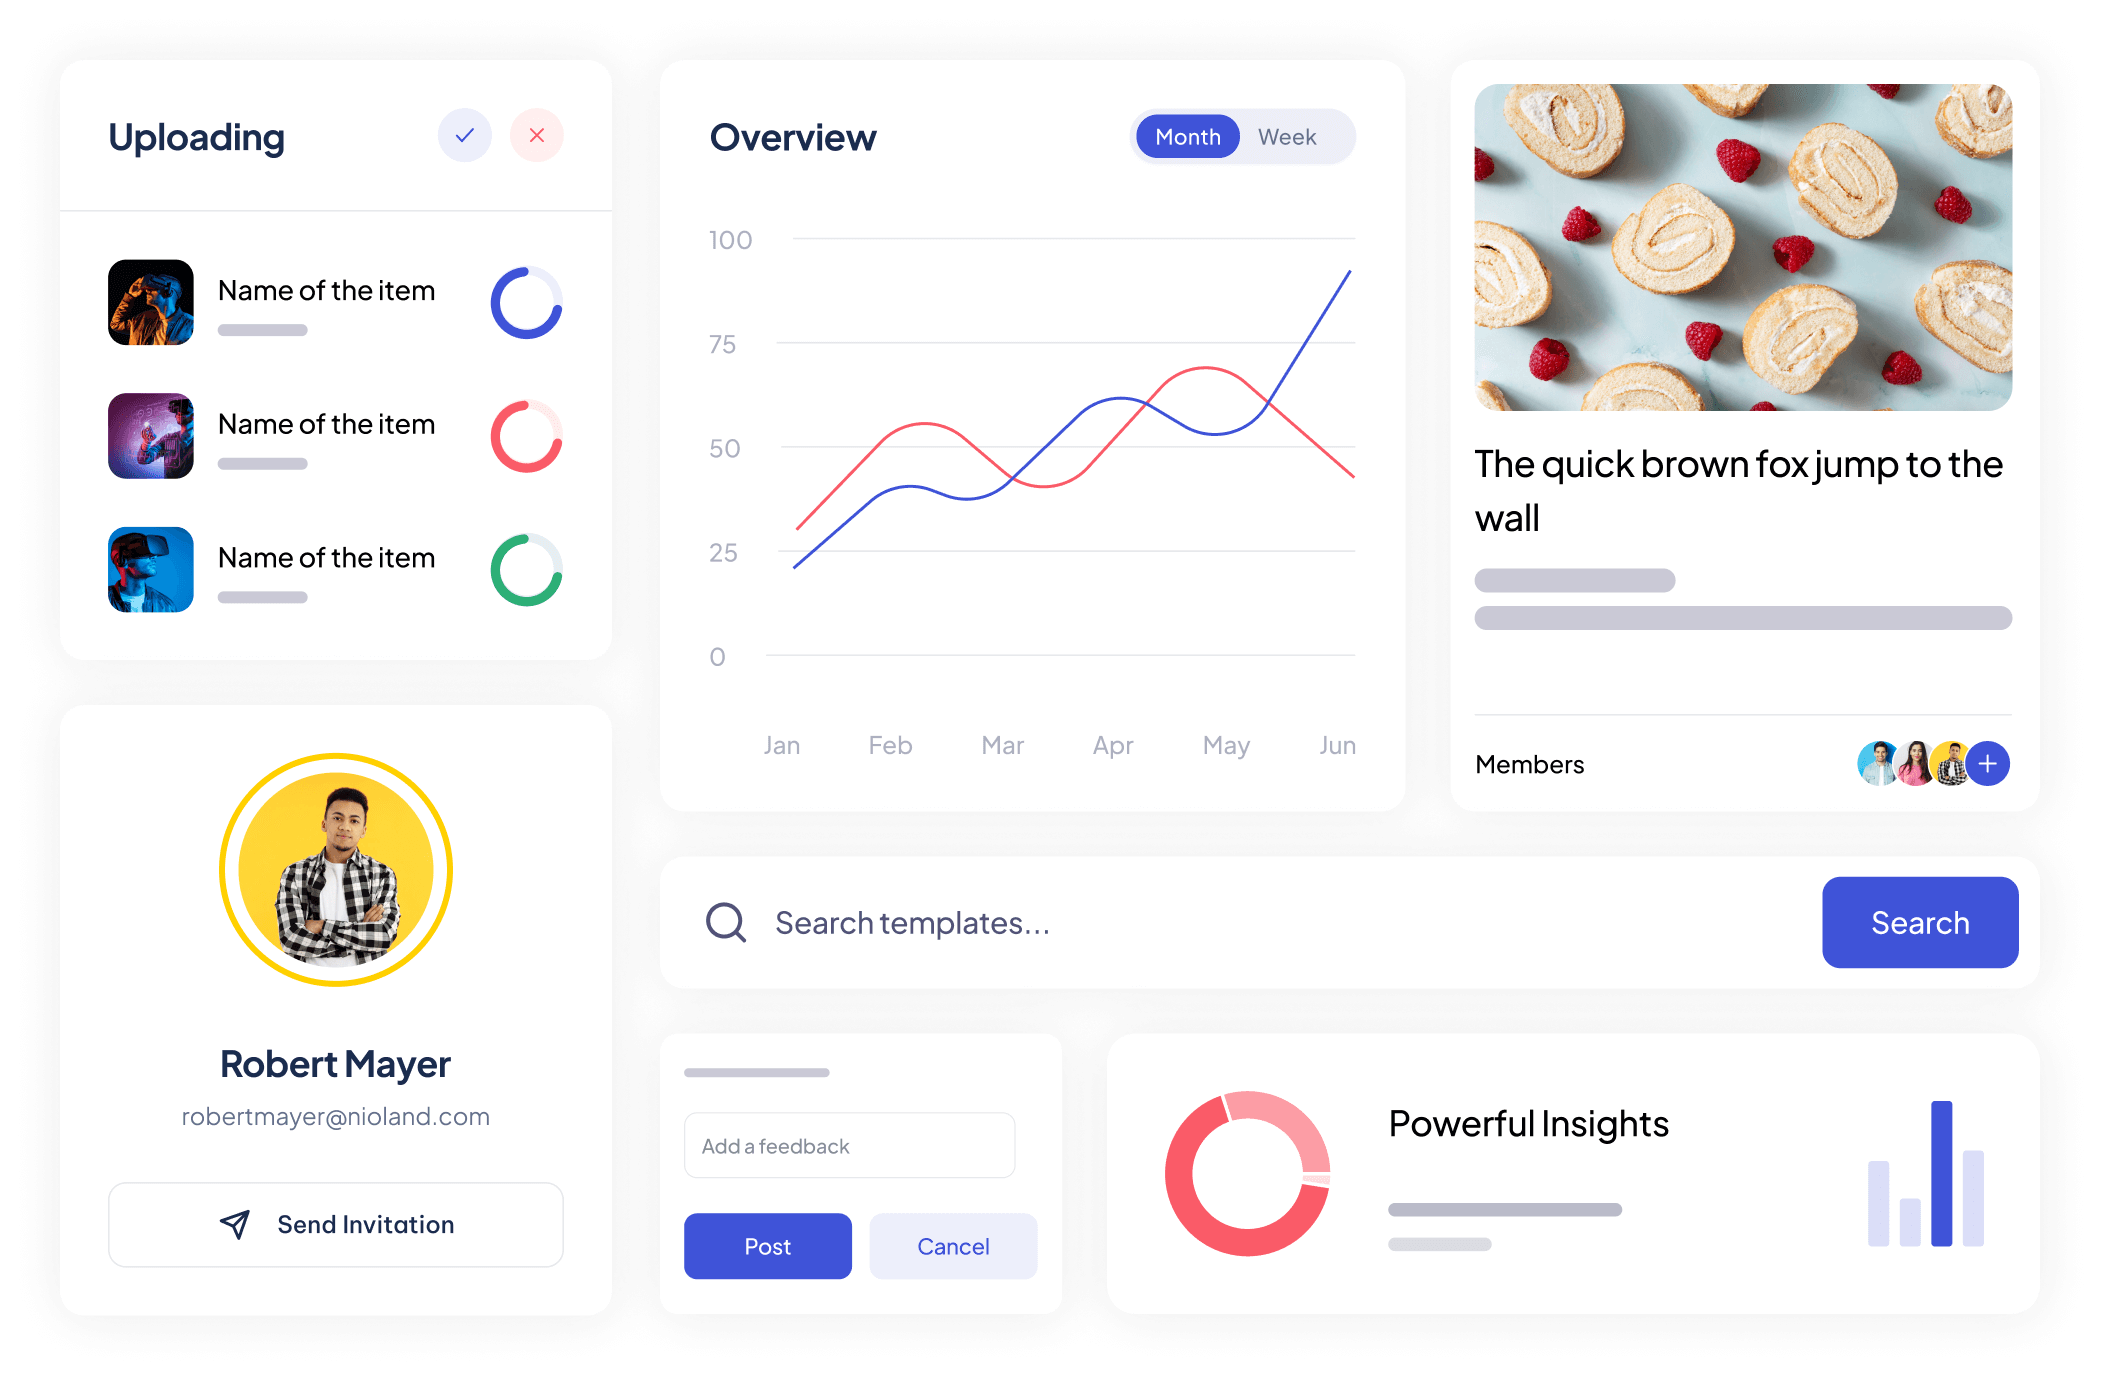 Uploading
Name of the item
Name of the item
Name of the item
Robert Mayer
robertmayer@nioland.com
Send Invitation
Overview
Month Week
100
75
50
25
0
Jan Feb Mar Apr May Jun
The quick brown fox jump to the
wall
Members
Search templates...
Search
Add a feedback
Post Cancel
Powerful Insights